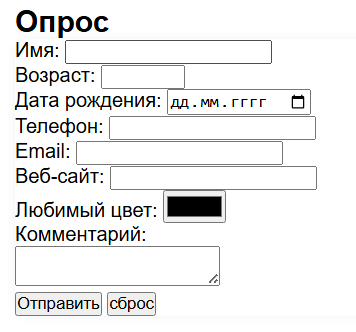 Опрос
Имя:
Возраст:
Дата рождения: дд.мм.гггг
Телефон:
Email:
Веб-сайт:
Любимый цвет:
Комментарий:
Отправить сброс